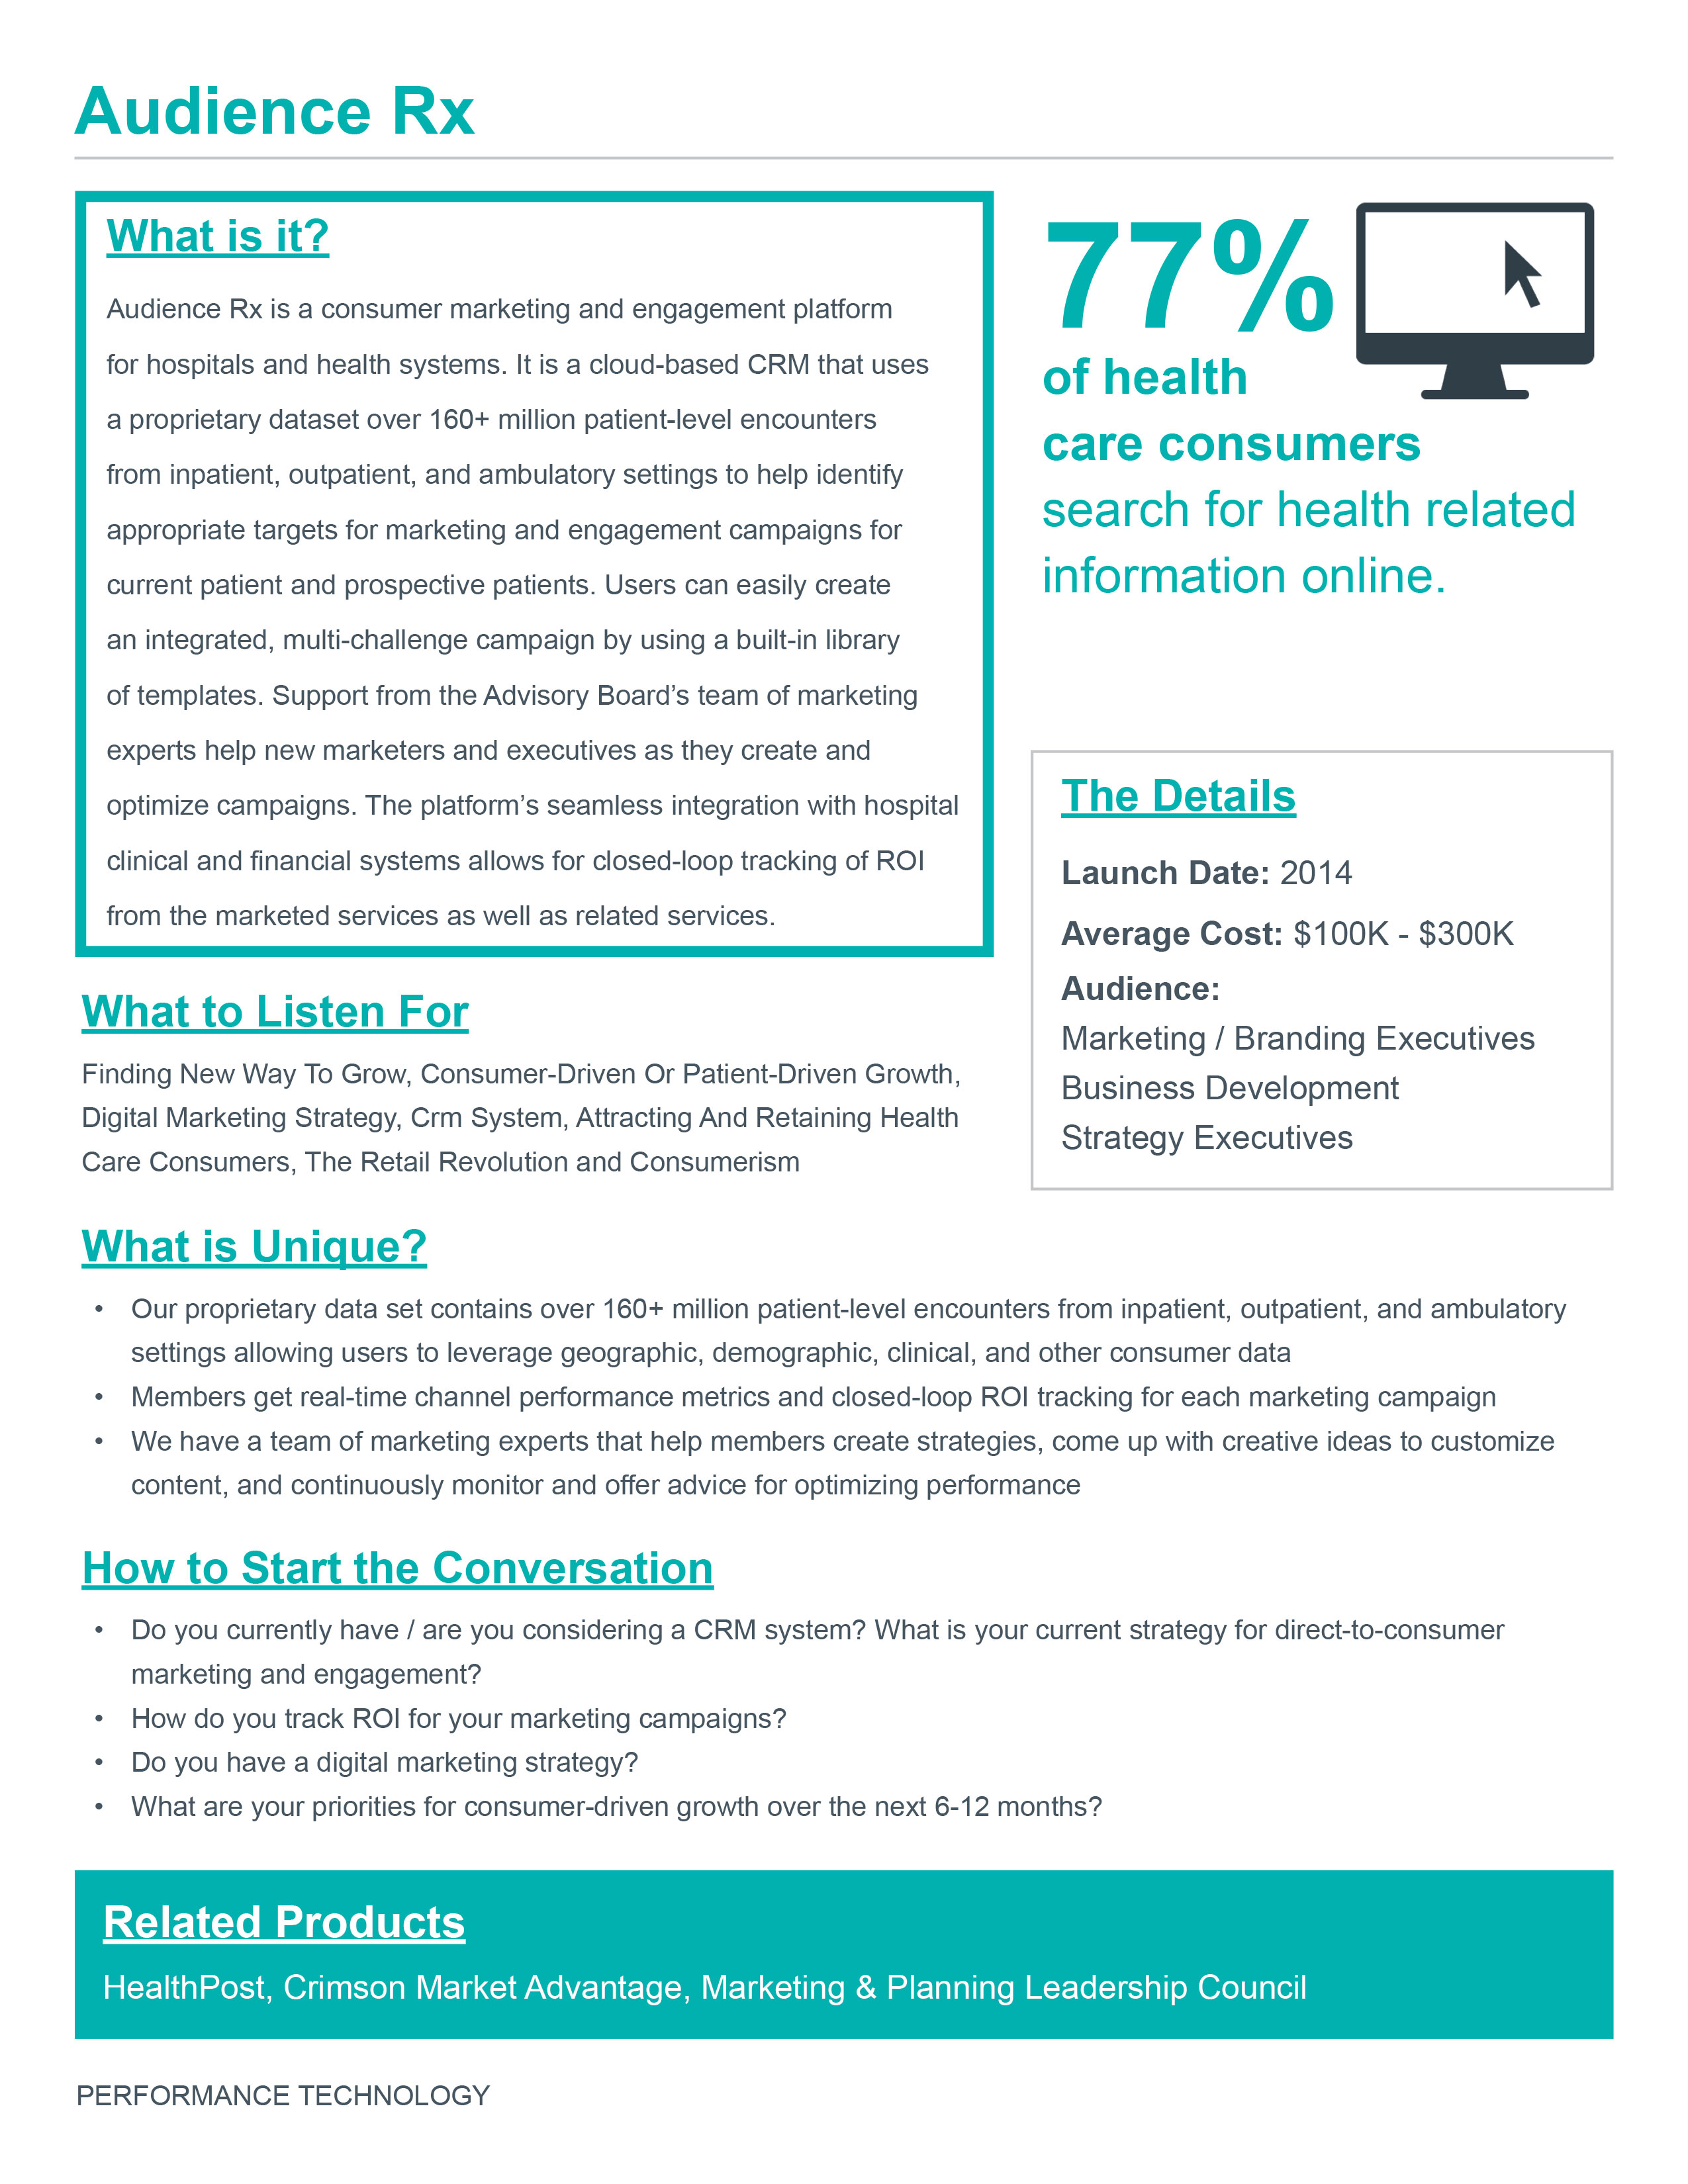 Audience Rx
What is it?
Audience Rx is a consumer marketing and engagement platform
for hospitals and health systems. It is a cloud-based CRM that uses
a proprietary dataset over 160+ million patient-level encounters
from inpatient, outpatient, and ambulatory settings to help identify
appropriate targets for marketing and engagement campaigns for
current patient and prospective patients. Users can easily create
an integrated, multi-challenge campaign by using a built-in library
of templates. Support from the Advisory Board’s team of marketing
experts help new marketers and executives as they create and
optimize campaigns. The platform’s seamless integration with hospital
clinical and financial systems allows for closed-loop tracking of ROI
from the marketed services as well as related services.
77%
of health
care consumers
search for health related
information online.
The Details
Launch Date: 2014
Average Cost: $100K - $300K
Audience:
Marketing / Branding Executives
Business Development
Strategy Executives
What to Listen For
Finding New Way To Grow, Consumer-Driven Or Patient-Driven Growth,
Digital Marketing Strategy, Crm System, Attracting And Retaining Health
Care Consumers, The Retail Revolution and Consumerism
What is Unique?
• Our proprietary data set contains over 160+ million patient-level encounters from inpatient, outpatient, and ambulatory
settings allowing users to leverage geographic, demographic, clinical, and other consumer data
• Members get real-time channel performance metrics and closed-loop ROI tracking for each marketing campaign
• We have a team of marketing experts that help members create strategies, come up with creative ideas to customize
content, and continuously monitor and offer advice for optimizing performance
How to Start the Conversation
• Do you currently have / are you considering a CRM system? What is your current strategy for direct-to-consumer
marketing and engagement?
• How do you track ROI for your marketing campaigns?
• Do you have a digital marketing strategy?
• What are your priorities for consumer-driven growth over the next 6-12 months?
Related Products
HealthPost, Crimson Market Advantage, Marketing & Planning Leadership Council
PERFORMANCE TECHNOLOGY